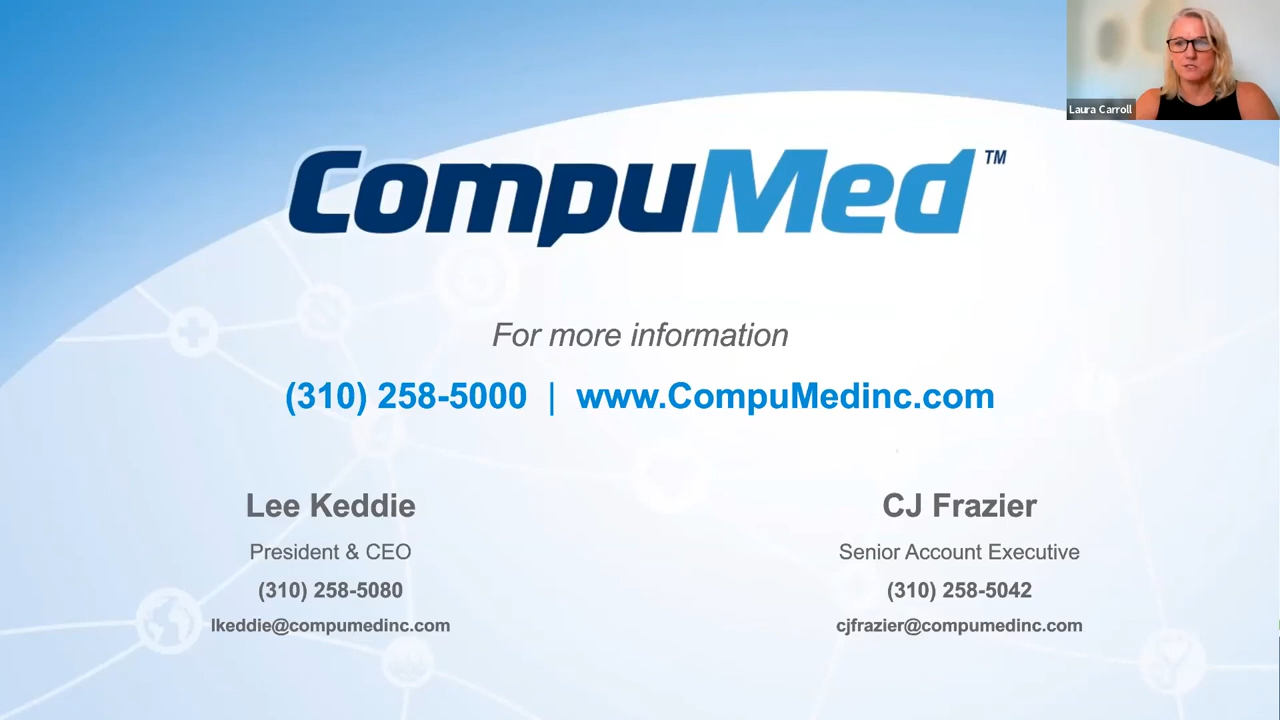 Laura Carroll
CompuMed™
For more information
(310) 258-5000 | www.CompuMedinc.com
Lee Keddie
President & CEO
(310) 258-5080
lkeddie@compumedinc.com
CJ Frazier
Senior Account Executive
(310) 258-5042
cjfrazier@compumedinc.com